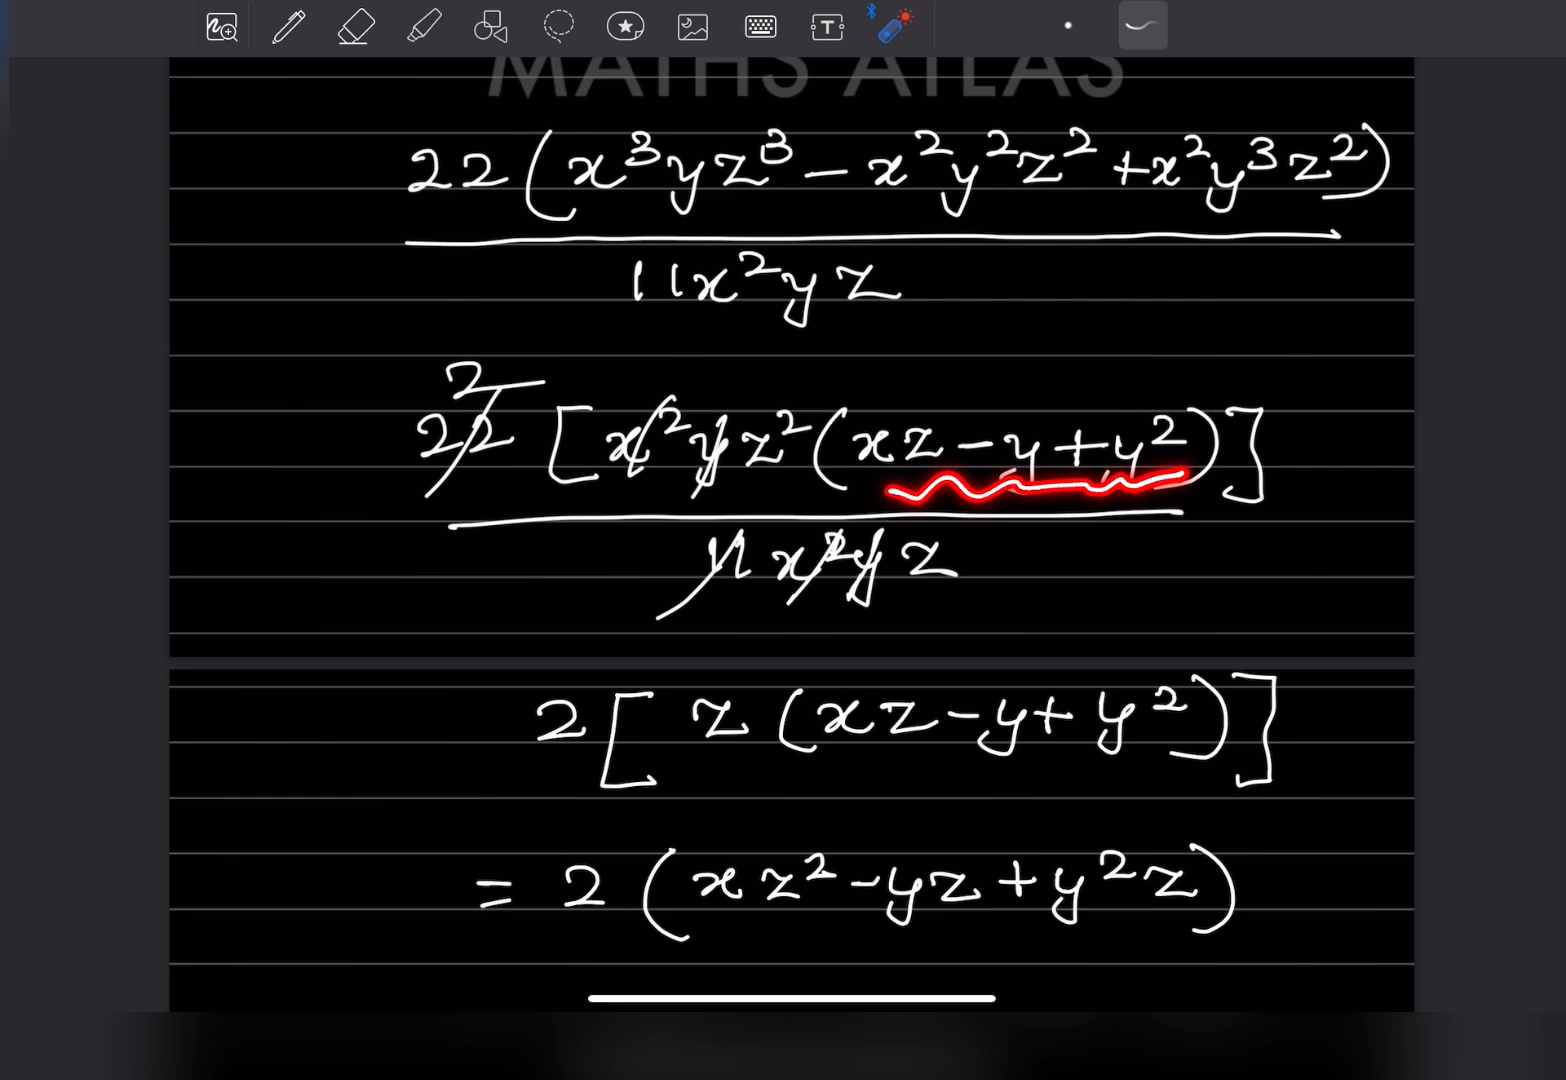 MATHS ATLAS
22(x³yz³ - x²y²z² + x²y³z²)
11x²yz
2
22 [x²yz²(xz - y + y²)]
11x²yz
2[ z (xz - y + y²)]
= 2 (xz² - yz + y²z)